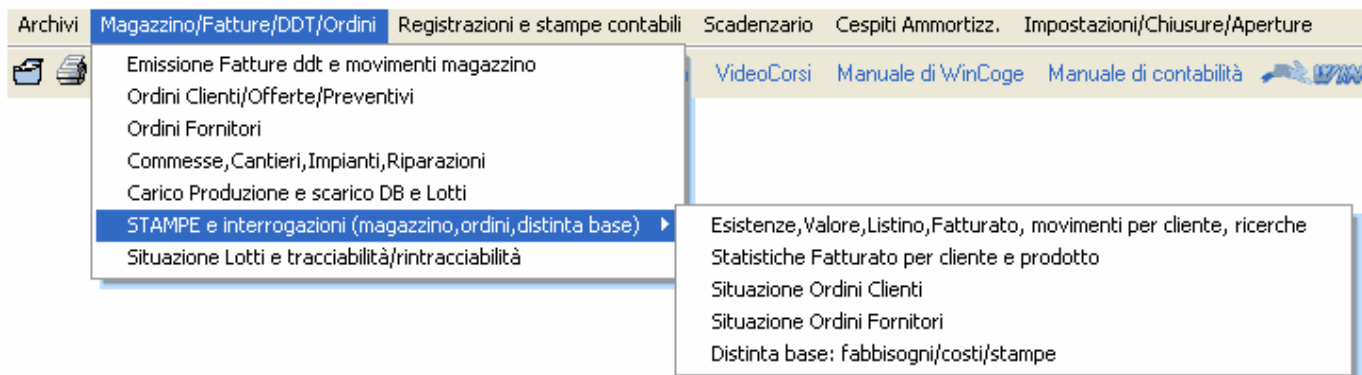 Archivi Magazzino/Fatture/DDT/Ordini Registrazioni e stampe contabili Scadenzario Cespiti Ammortizz. Impostazioni/Chiusure/Aperture
VideoCorsi Manuale di WinCoge Manuale di contabilità
Emissione Fatture ddt e movimenti magazzino
Ordini Clienti/Offerte/Preventivi
Ordini Fornitori
Commesse,Cantieri,Impianti,Riparazioni
Carico Produzione e scarico DB e Lotti
STAMPE e interrogazioni (magazzino,ordini,distinta base)
Situazione Lotti e tracciabilità/rintracciabilità
Esistenze,Valore,Listino,Fatturato, movimenti per cliente, ricerche
Statistiche Fatturato per cliente e prodotto
Situazione Ordini Clienti
Situazione Ordini Fornitori
Distinta base: fabbisogni/costi/stampe